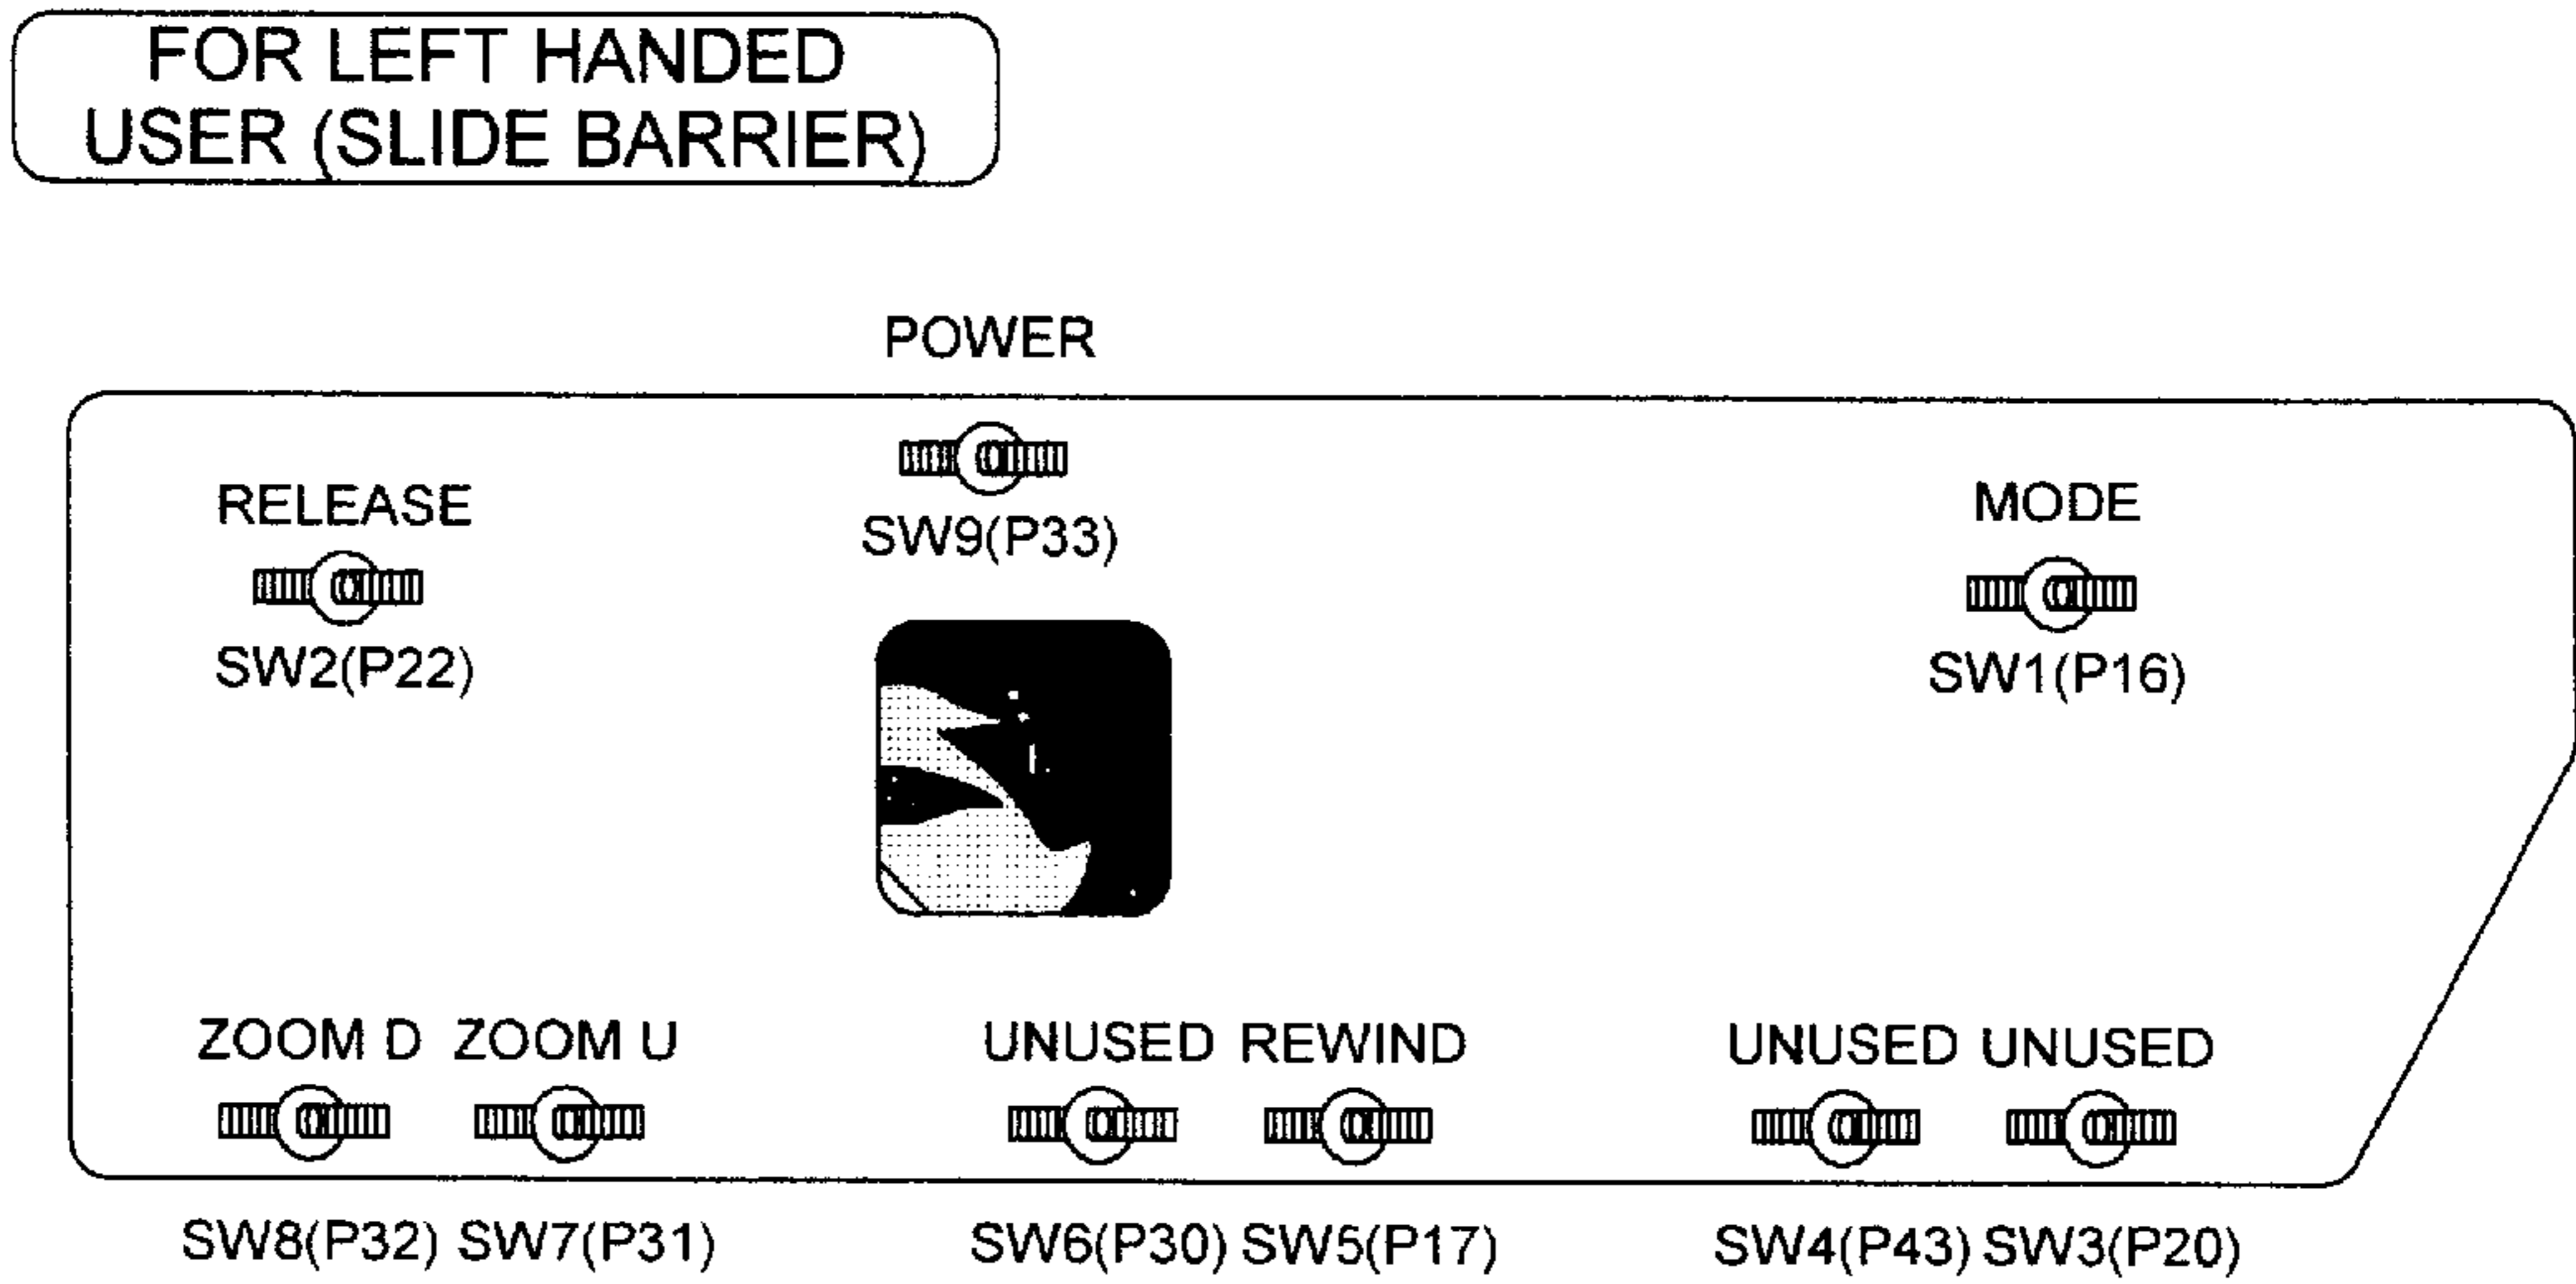 FOR LEFT HANDED
USER (SLIDE BARRIER)
POWER
SW9(P33)
RELEASE
SW2(P22)
MODE
SW1(P16)
ZOOM D ZOOM U UNUSED REWIND UNUSED UNUSED
SW8(P32) SW7(P31) SW6(P30) SW5(P17) SW4(P43) SW3(P20)